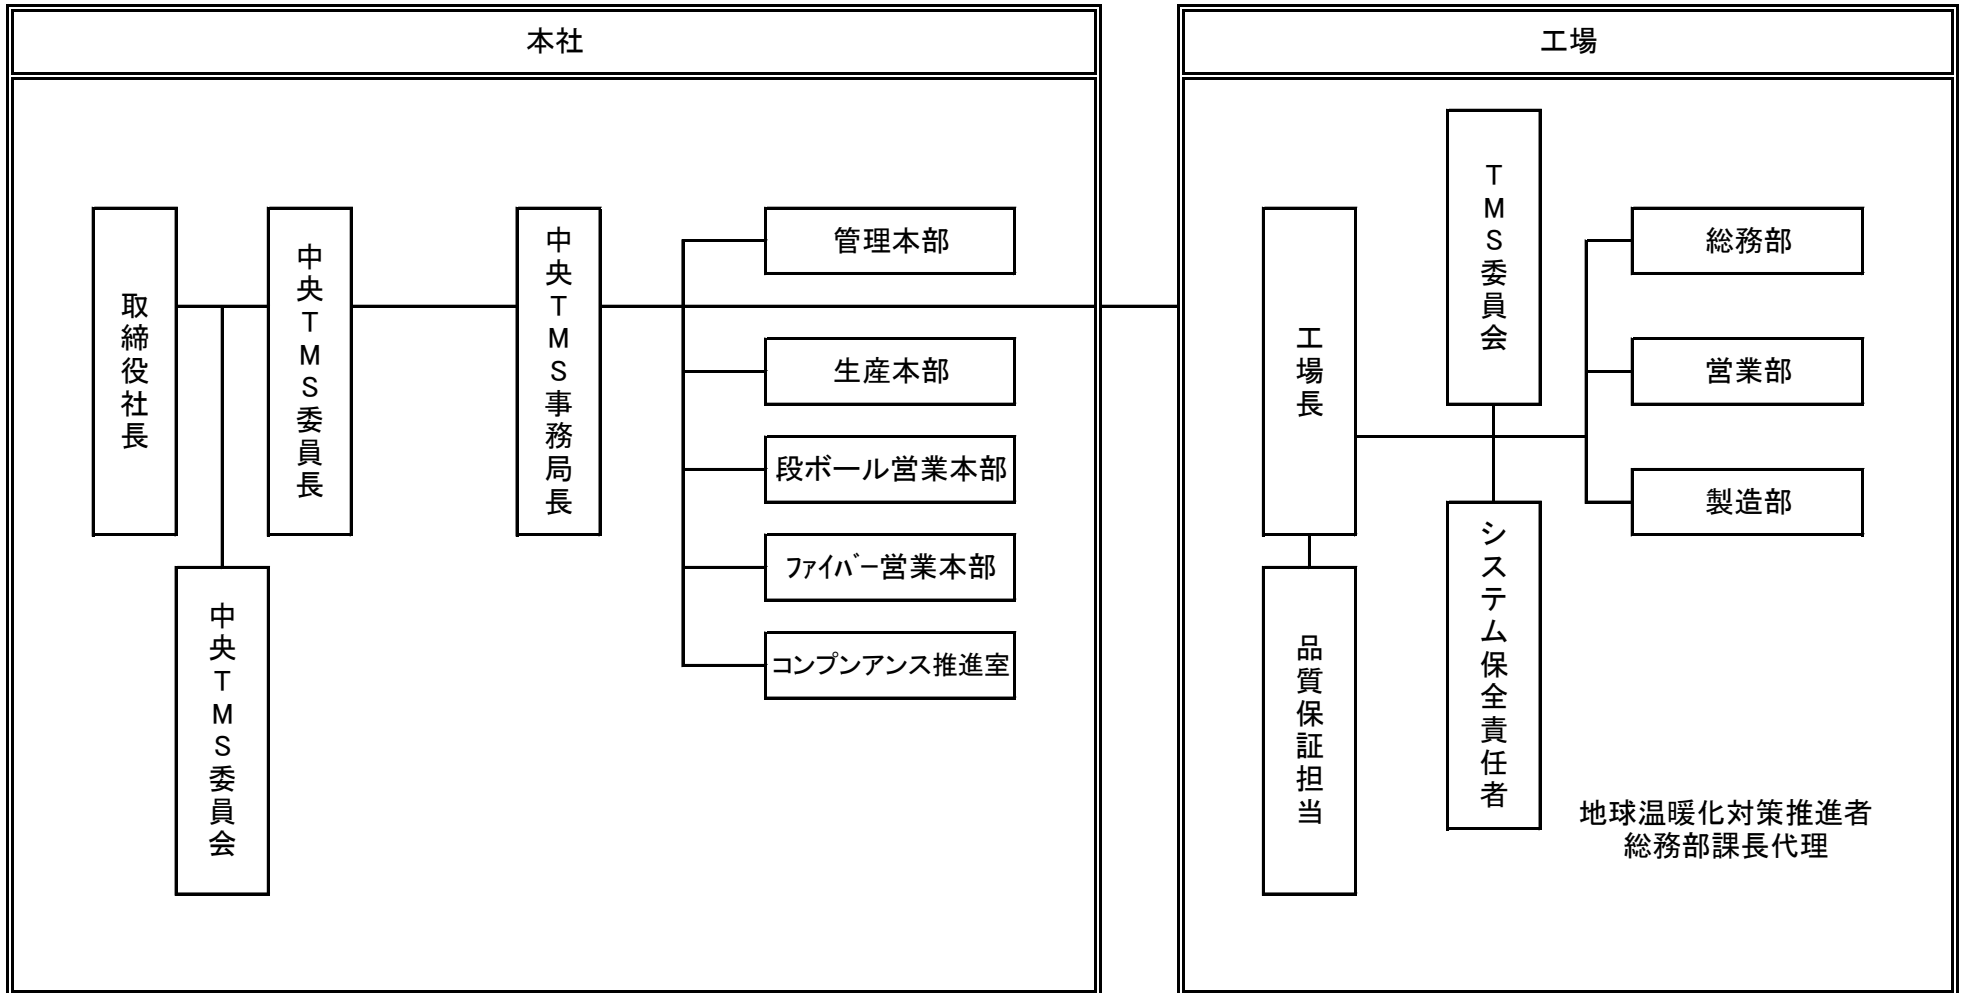 本社
取締役社長
中央TMS委員長
中央TMS委員会
中央TMS事務局長
管理本部
生産本部
段ボール営業本部
ﾌｧｲﾊﾞｰ営業本部
コンプンアンス推進室
工場
工場長
品質保証担当
TMS委員会
システム保全責任者
総務部
営業部
製造部
地球温暖化対策推進者
総務部課長代理